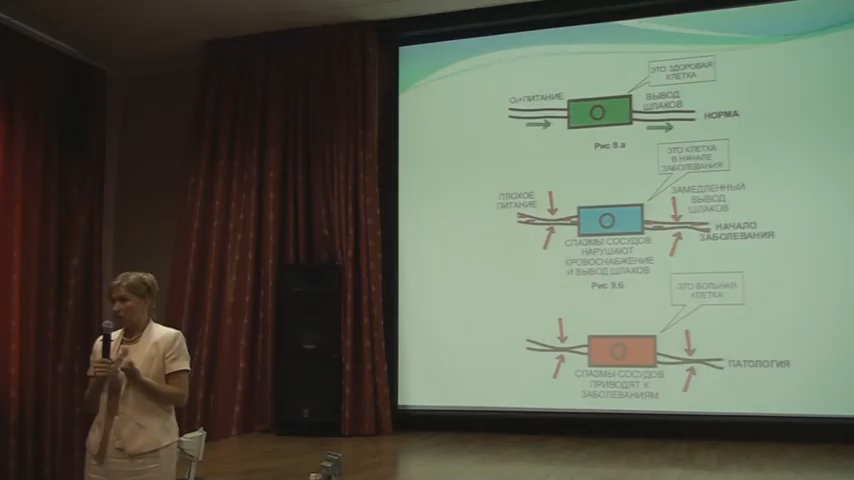 ЭТО ЗДОРОВАЯ
КЛЕТКА
О₂+ПИТАНИЕ
ВЫВОД
ШЛАКОВ
НОРМА
Рис 9.а
ЭТО КЛЕТКА
В НАЧАЛЕ
ЗАБОЛЕВАНИЯ
ПЛОХОЕ
ПИТАНИЕ
ЗАМЕДЛЕННЫЙ
ВЫВОД
ШЛАКОВ
НАЧАЛО
ЗАБОЛЕВАНИЯ
СПАЗМЫ СОСУДОВ
НАРУШАЮТ
КРОВОСНАБЖЕНИЕ
И ВЫВОД ШЛАКОВ
Рис 9.б
ЭТО БОЛЬНАЯ
КЛЕТКА
ПАТОЛОГИЯ
СПАЗМЫ СОСУДОВ
ПРИВОДЯТ К
ЗАБОЛЕВАНИЯМ